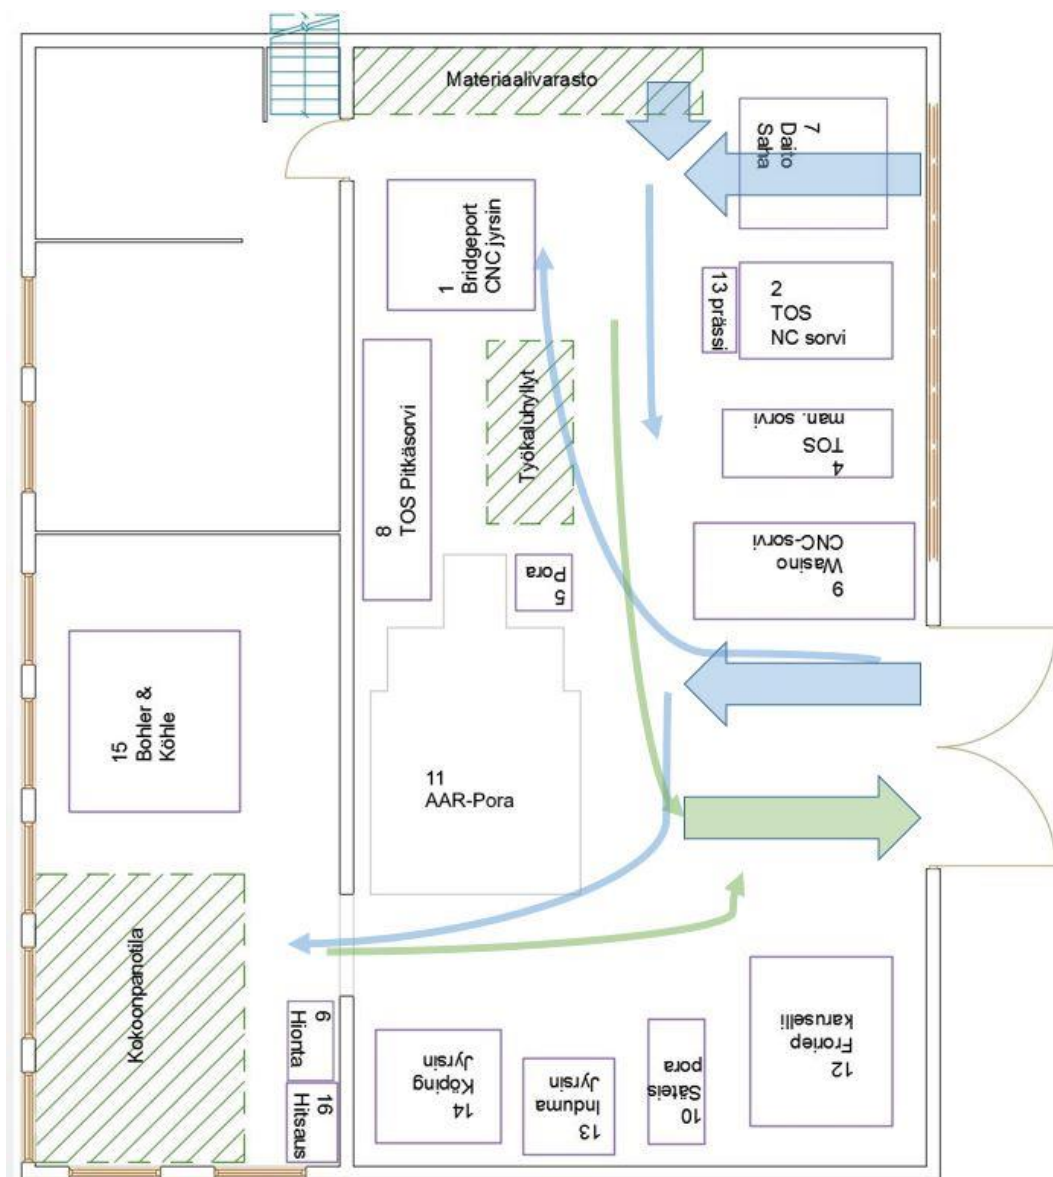 Materiaalivarasto
7
Daito
Saha
1
Bridgeport
CNC jyrsin
13 prässi
2
TOS
NC sorvi
Työkaluhyllyt
8
TOS Pitkäsorvi
4
TOS
man. sorvi
5
Pora
9
Wasino
CNC-sorvi
15
Bohler &
Köhle
11
AAR-Pora
Kokoonpanotila
6
Hionta
16
Hitsaus
14
Köping
Jyrsin
13
Induma
Jyrsin
10
Säteis
pora
12
Froriep
karuselli